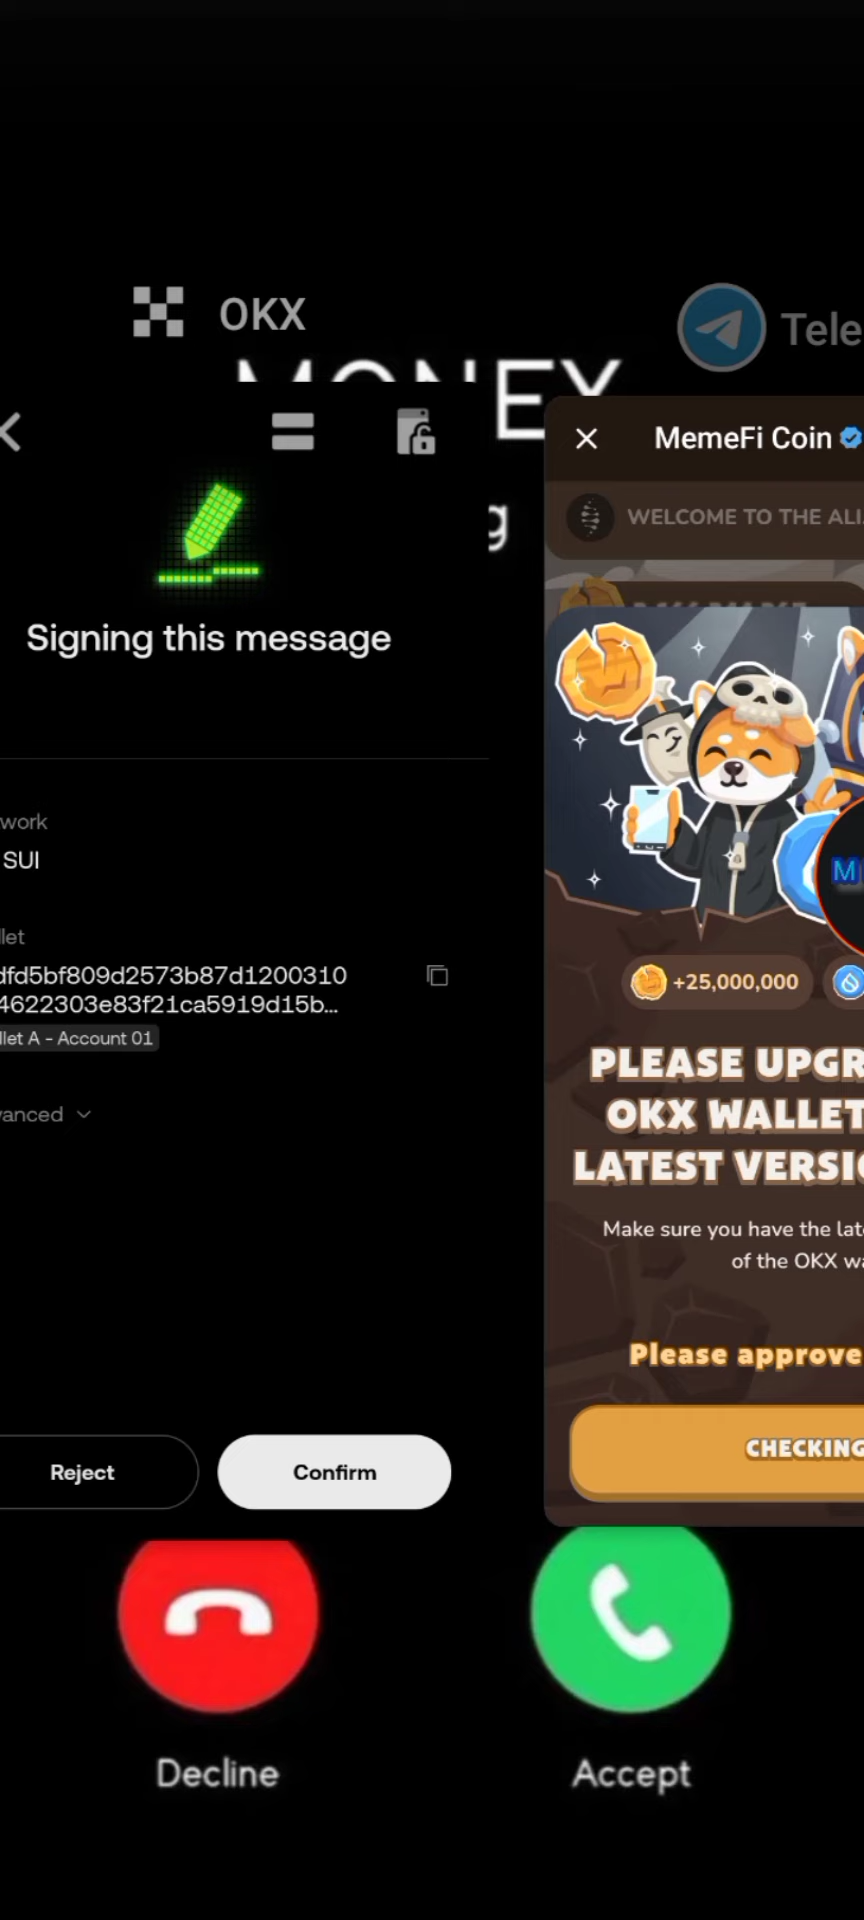 OKX
Tele
MONEY
g
Signing this message
work
SUI
llet
dfd5bf809d2573b87d1200310
4622303e83f21ca5919d15b...
llet A - Account 01
vanced
Reject
Confirm
MemeFi Coin
WELCOME TO THE ALI
+25,000,000
M
PLEASE UPGR
OKX WALLET
LATEST VERSIO
Make sure you have the late
of the OKX wa
Please approve
CHECKING
Decline
Accept